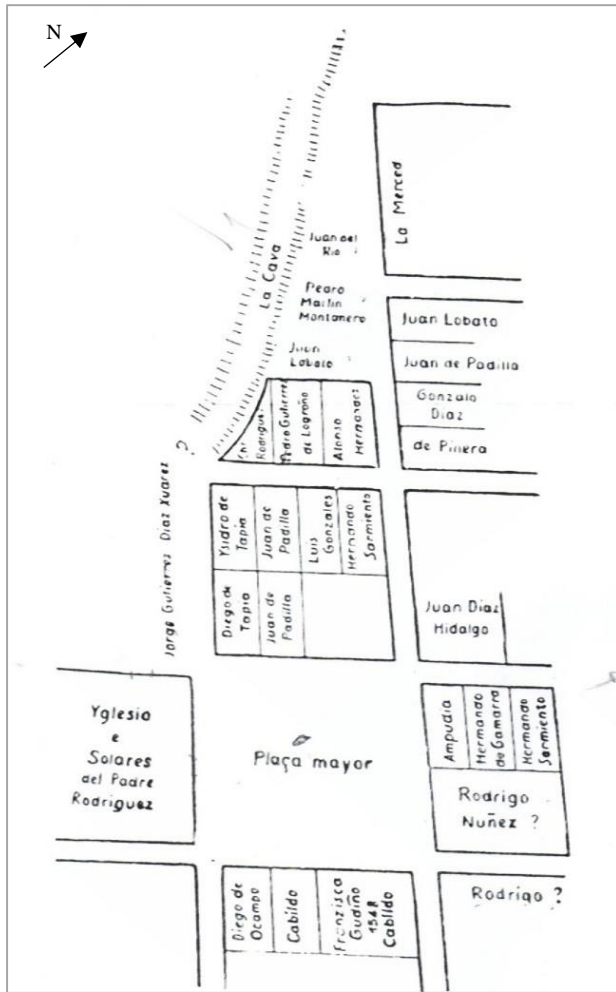 N
La Merced
La Cava
Juan del
Rio
Pedro
Martin
Montanero
Juan
Lobato
Juan Lobato
Juan de Padilla
Gonzalo
Diaz
de Pinera
Rodriguez
Pedro Gutierrez
de Logroño
Alonso
Hernandez
?
Jorge Gutierrez Diaz Xuarez
Ysidro de
Tapia
Juan de
Padilla
Luis
Gonzales
Hernando
Sarmiento
Diego de
Tapia
Juan de
Padilla
Juan Diaz
Hidalgo
Yglesia
e
Solares
del Padre
Rodriguez
Plaça mayor
Ampudia
Hernando
de Gamarra
Hernando
Sarmiento
Rodrigo
Nuñez ?
Diego de
Ocampo
Cabildo
Franzisca
Gudiño
1548
Cabildo
Rodrigo ?